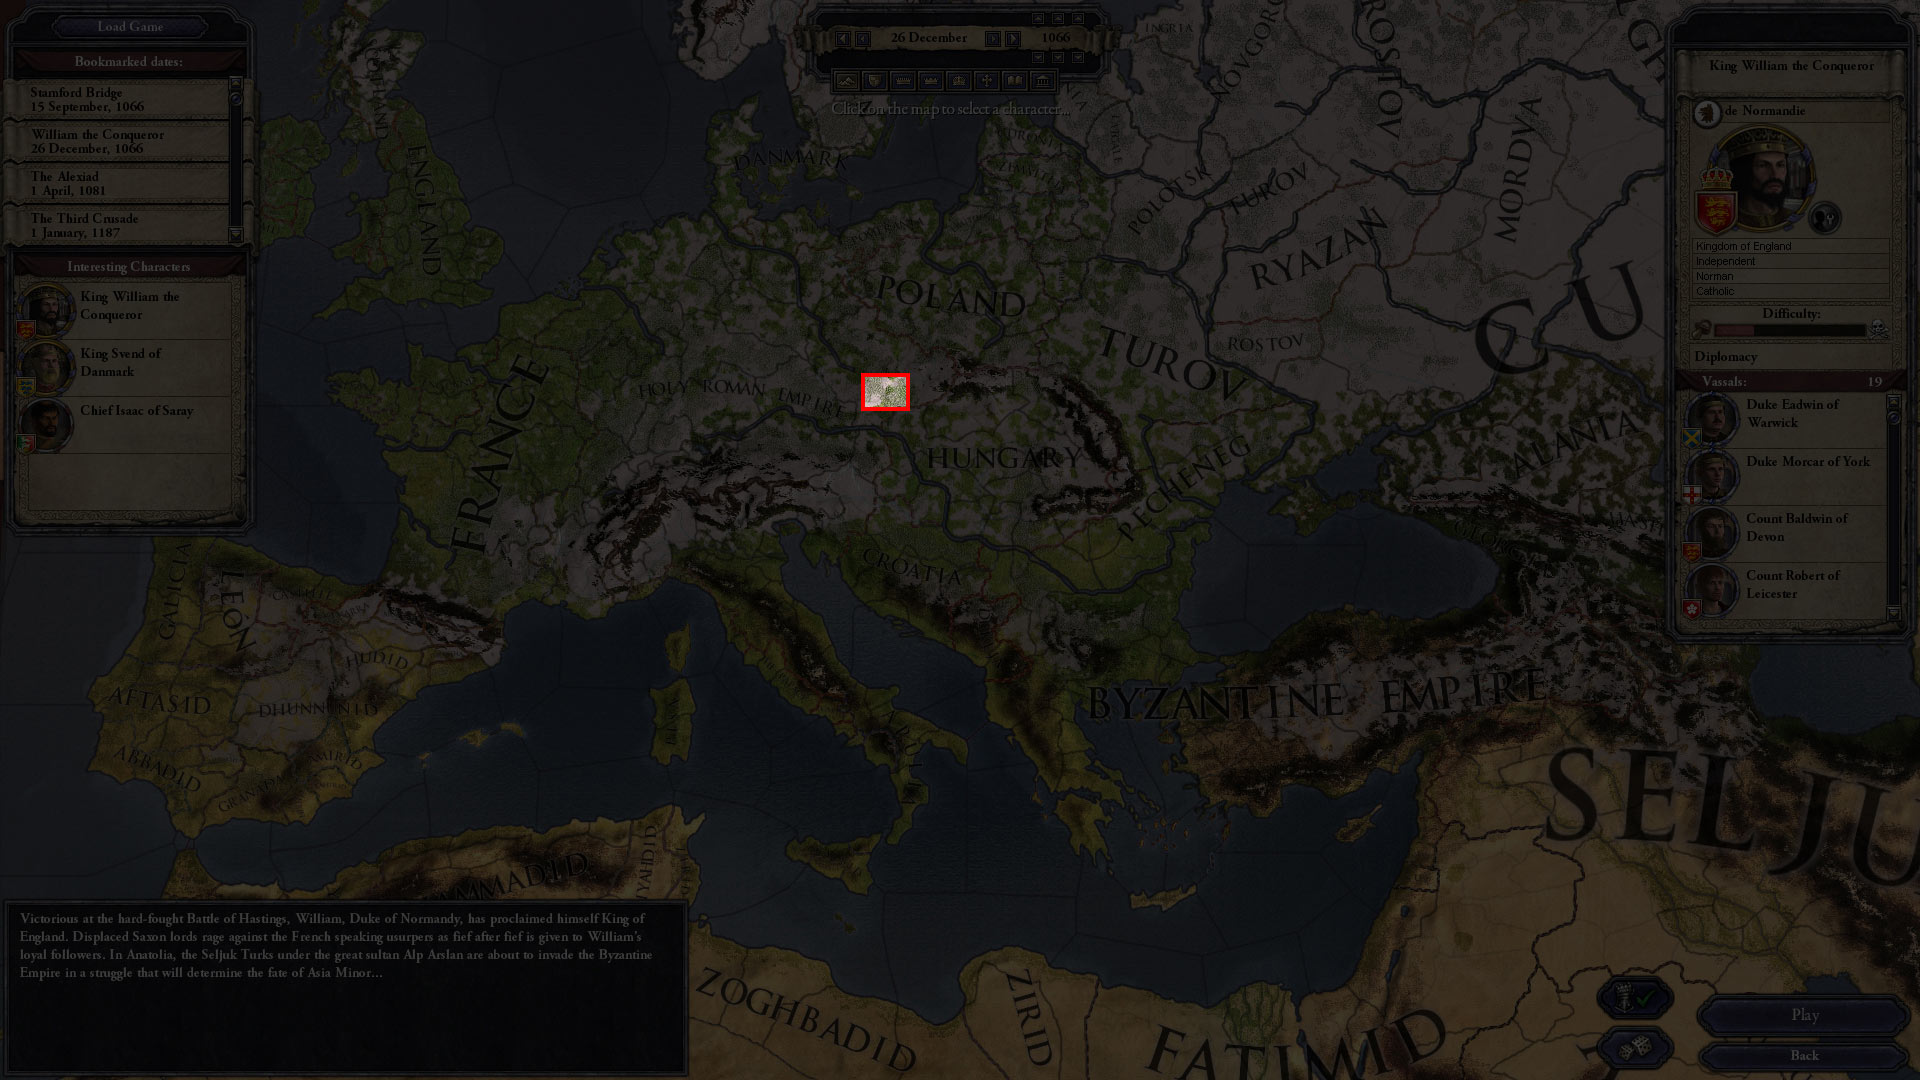 Load Game
Bookmarked dates:
Stamford Bridge
15 September, 1066
William the Conqueror
26 December, 1066
The Alexiad
1 April, 1081
The Third Crusade
1 January, 1187
Interesting Characters
King William the
Conqueror
King Svend of
Danmark
Chief Isaac of Saray
26 December
1066
Click on the map to select a character...
King William the Conqueror
de Normandie
Kingdom of England
Independent
Norman
Catholic
Difficulty:
Diplomacy
Vassals: 19
Duke Eadwin of
Warwick
Duke Morcar of York
Count Baldwin of
Devon
Count Robert of
Leicester
INGRIA
NOVGOROD
ROSTOV
ENGLAND
DANMARK
POLOTSK
TUROV
MORDVA
RYAZAN
POLAND
TUROV
ROSTOV
CU
FRANCE
HOLY ROMAN EMPIRE
HUNGARY
PECHENEG
ALANIA
CROATIA
GALICIA
LEÓN
CASTILLE
HUDID
AFTASID
DHUNNUNID
ABBADID
BYZANTINE EMPIRE
SELJU
HAMMADID
ZOGHBADID
ZIRID
FATIMID
Victorious at the hard-fought Battle of Hastings, William, Duke of Normandy, has proclaimed himself King of
England. Displaced Saxon lords rage against the French speaking usurpers as fief after fief is given to William's
loyal followers. In Anatolia, the Seljuk Turks under the great sultan Alp Arslan are about to invade the Byzantine
Empire in a struggle that will determine the fate of Asia Minor...
Play
Back